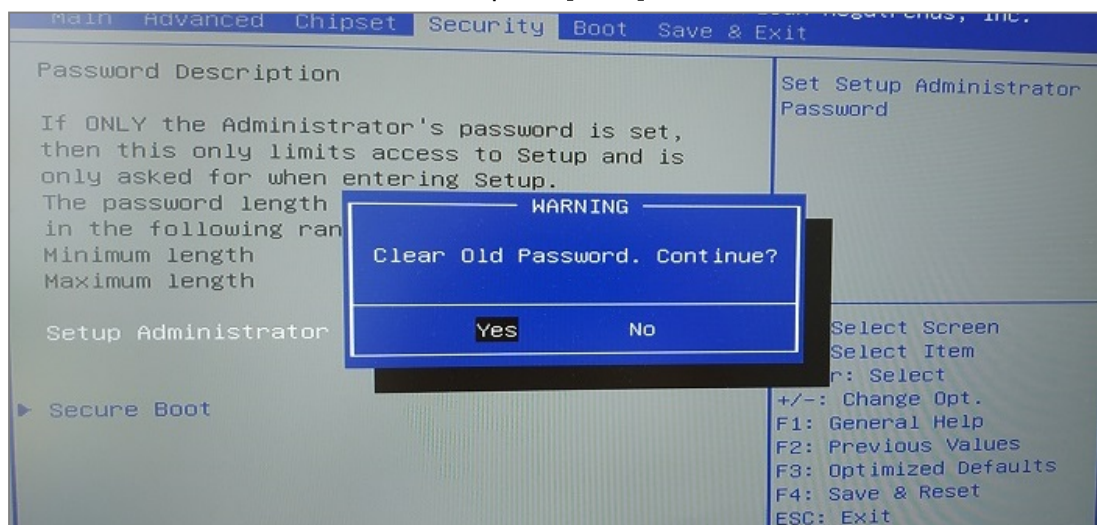 Main Advanced Chipset Security Boot Save & Exit
Megatrends, Inc.
Password Description
If ONLY the Administrator's password is set,
then this only limits access to Setup and is
only asked for when entering Setup.
The password length
in the following ran
Minimum length
Maximum length
Setup Administrator
Secure Boot
WARNING
Clear Old Password. Continue?
Yes No
Set Setup Administrator
Password
Select Screen
Select Item
r: Select
+/-: Change Opt.
F1: General Help
F2: Previous Values
F3: Optimized Defaults
F4: Save & Reset
ESC: Exit